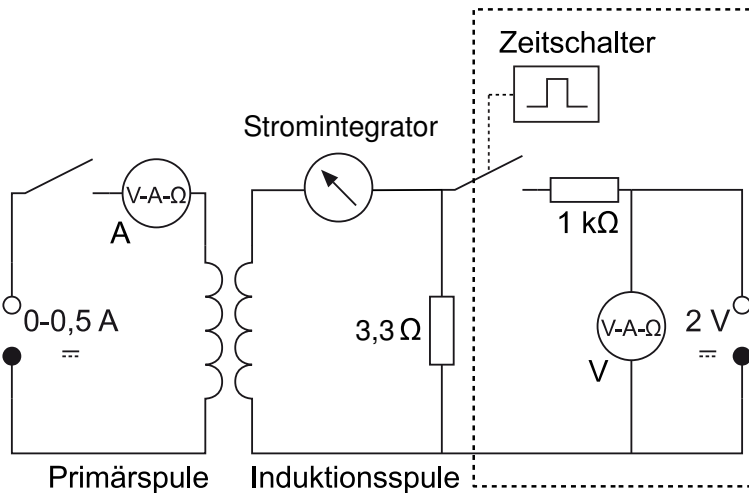 Zeitschalter
Stromintegrator
V-A-Ω
A
1 kΩ
0-0,5 A
3,3 Ω
V-A-Ω
2 V
V
Primärspule
Induktionsspule